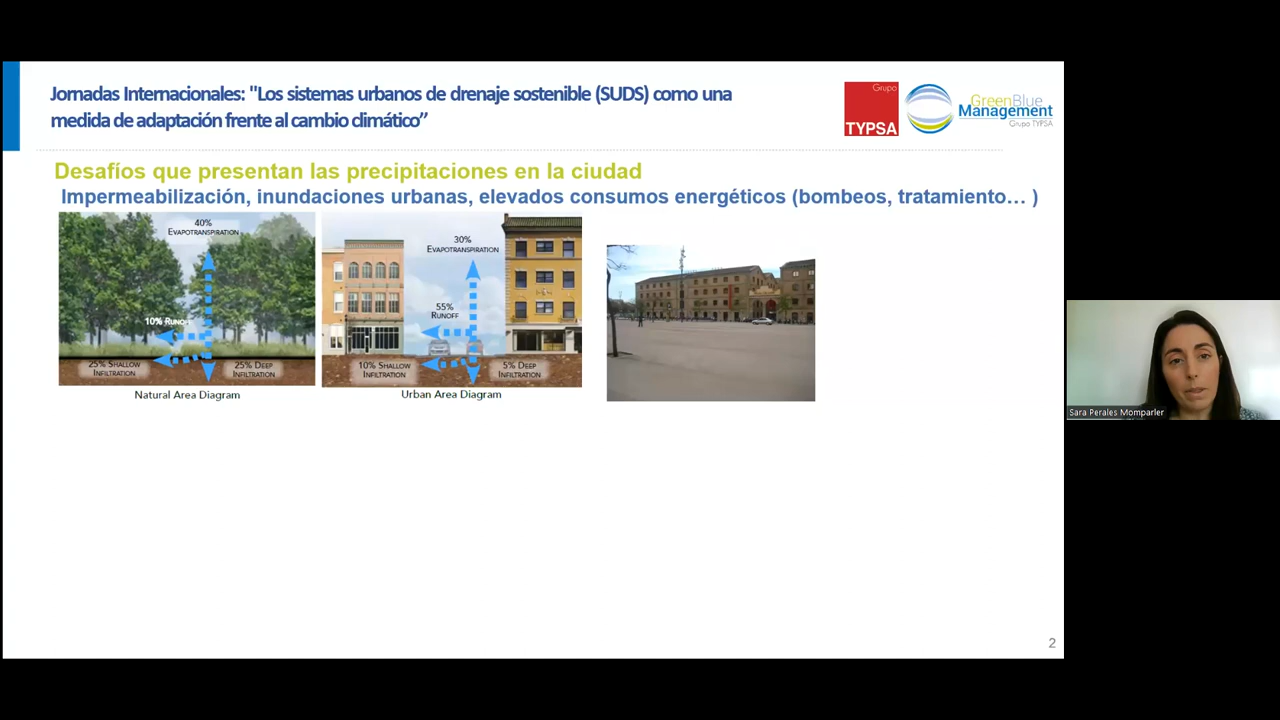 Jornadas Internacionales: "Los sistemas urbanos de drenaje sostenible (SUDS) como una
medida de adaptación frente al cambio climático”
Grupo
TYPSA
GreenBlue
Management
Grupo TYPSA
Desafíos que presentan las precipitaciones en la ciudad
Impermeabilización, inundaciones urbanas, elevados consumos energéticos (bombeos, tratamiento… )
40%
EVAPOTRANSPIRATION
10% RUNOFF
25% SHALLOW
INFILTRATION
25% DEEP
INFILTRATION
Natural Area Diagram
30%
EVAPOTRANSPIRATION
55%
RUNOFF
10% SHALLOW
INFILTRATION
5% DEEP
INFILTRATION
Urban Area Diagram
Sara Perales Momparler
2